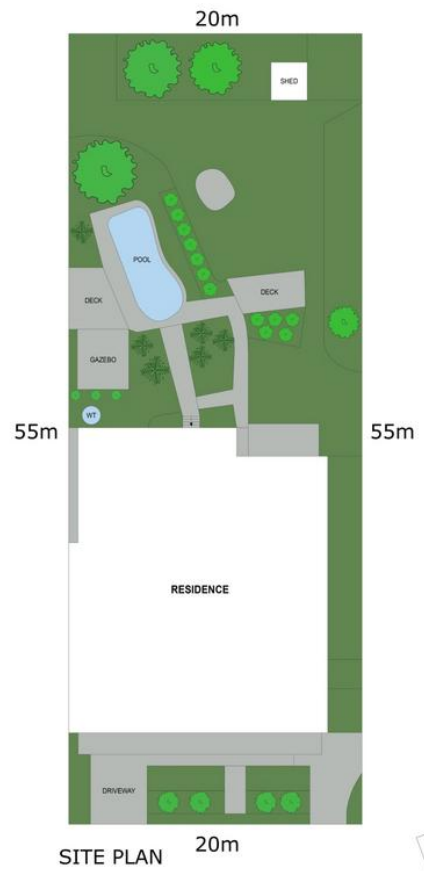 20m
SHED
POOL
DECK
DECK
GAZEBO
WT
55m
55m
RESIDENCE
DRIVEWAY
20m
SITE PLAN